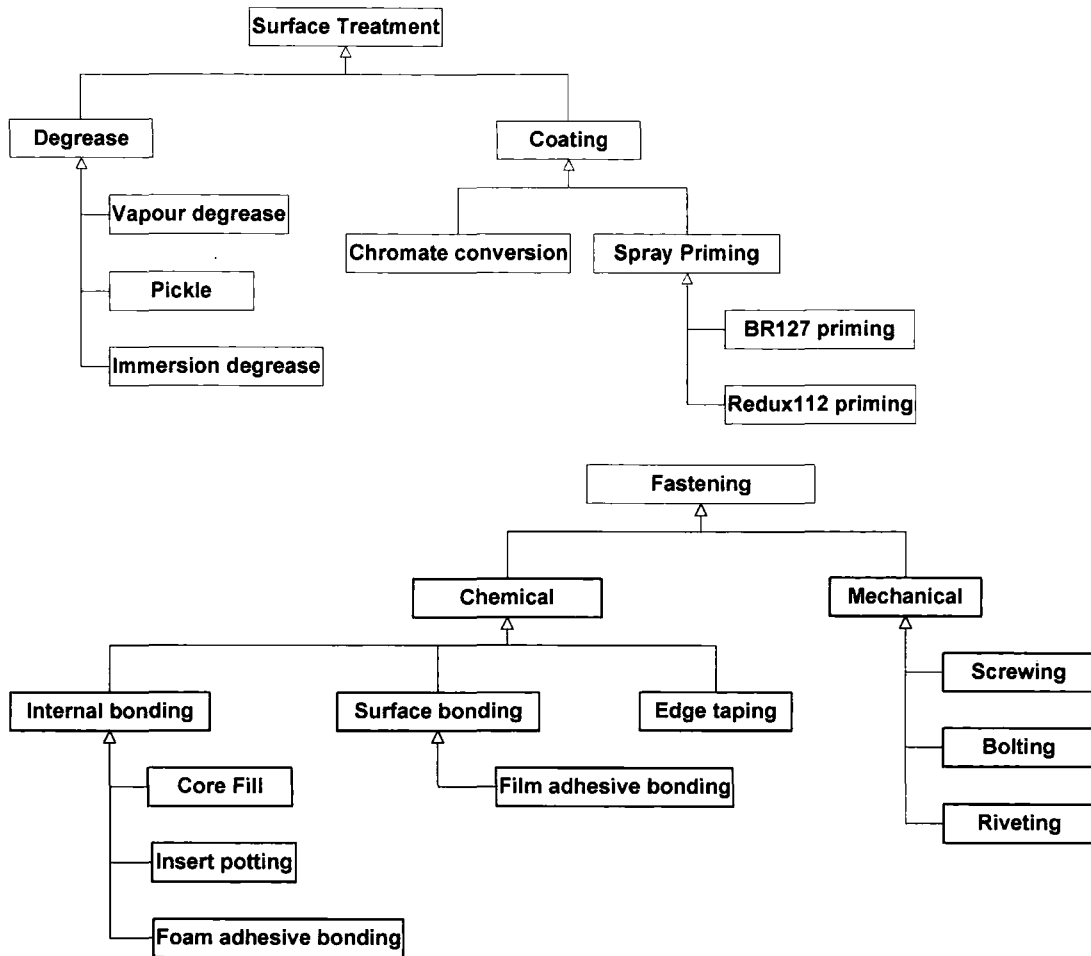 Surface Treatment
Degrease
Coating
Vapour degrease
Chromate conversion
Spray Priming
Pickle
BR127 priming
Immersion degrease
Redux112 priming
Fastening
Chemical
Mechanical
Screwing
Internal bonding
Surface bonding
Edge taping
Bolting
Core Fill
Film adhesive bonding
Riveting
Insert potting
Foam adhesive bonding